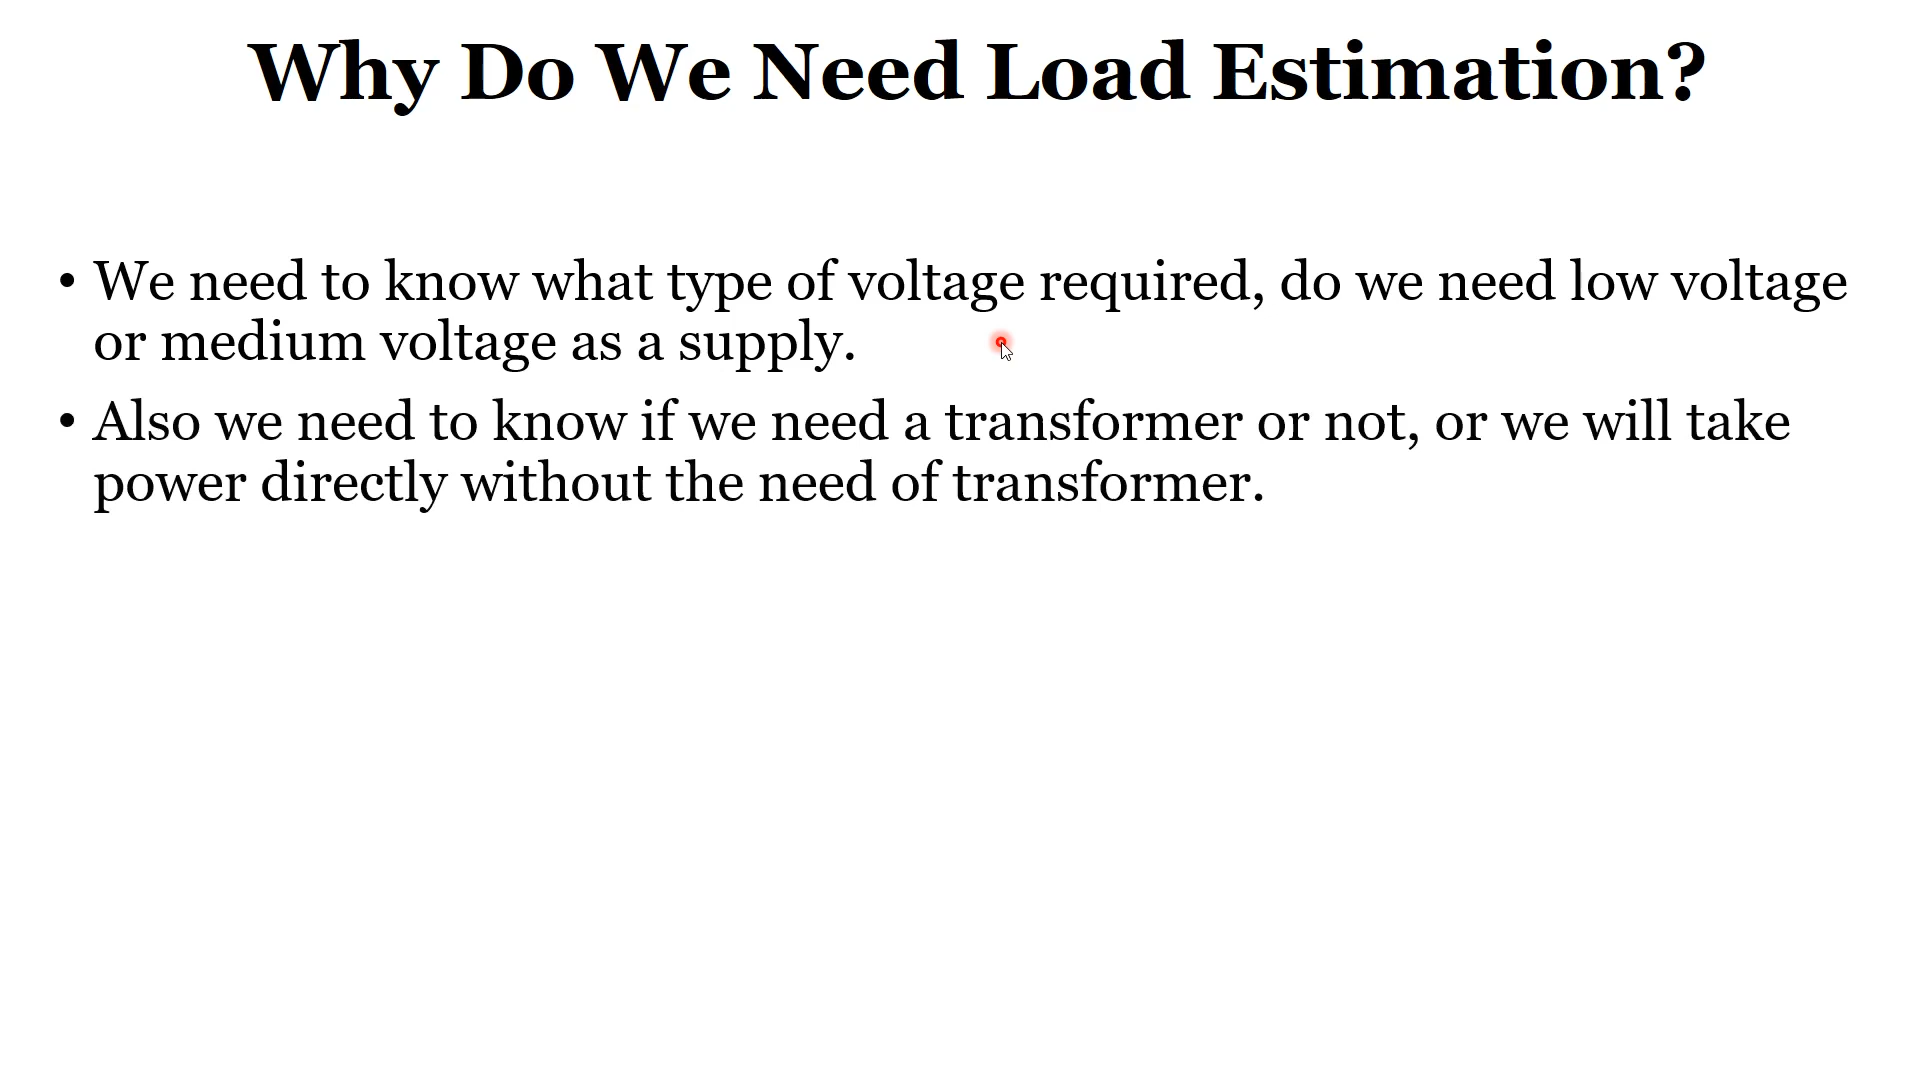 Why Do We Need Load Estimation?
• We need to know what type of voltage required, do we need low voltage
or medium voltage as a supply.
• Also we need to know if we need a transformer or not, or we will take
power directly without the need of transformer.